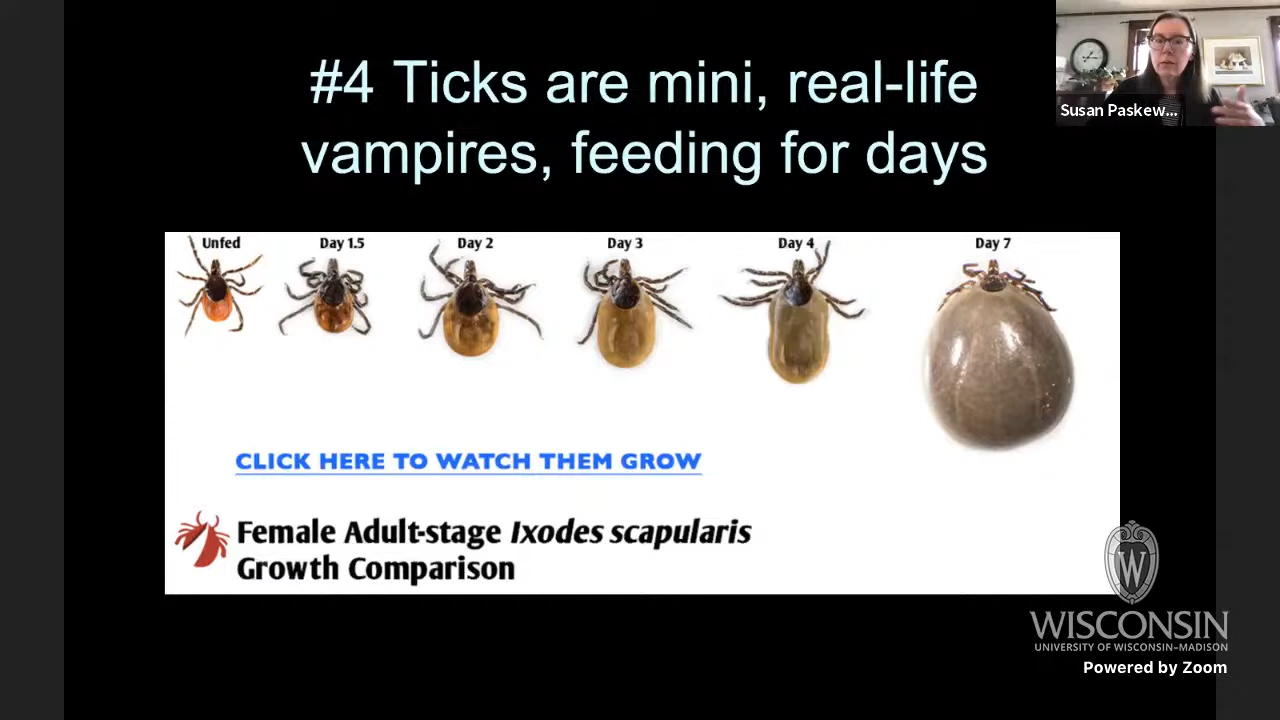 #4 Ticks are mini, real-life
vampires, feeding for days
Susan Paskew...
Unfed
Day 1.5
Day 2
Day 3
Day 4
Day 7
CLICK HERE TO WATCH THEM GROW
Female Adult-stage Ixodes scapularis
Growth Comparison
W
WISCONSIN
UNIVERSITY OF WISCONSIN–MADISON
Powered by Zoom